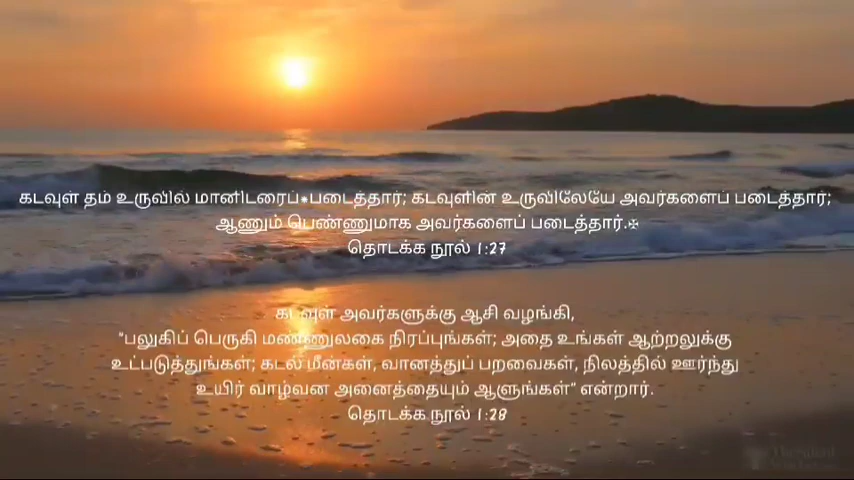 கடவுள் தம் உருவில் மானிடரைப்*படைத்தார்; கடவுளின் உருவிலேயே அவர்களைப் படைத்தார்;
ஆணும் பெண்ணுமாக அவர்களைப் படைத்தார்.✠
தொடக்க நூல் 1:27
கடவுள் அவர்களுக்கு ஆசி வழங்கி,
"பலுகிப் பெருகி மண்ணுலகை நிரப்புங்கள்; அதை உங்கள் ஆற்றலுக்கு
உட்படுத்துங்கள்; கடல் மீன்கள், வானத்துப் பறவைகள், நிலத்தில் ஊர்ந்து
உயிர் வாழ்வன அனைத்தையும் ஆளுங்கள்" என்றார்.
தொடக்க நூல் 1:28